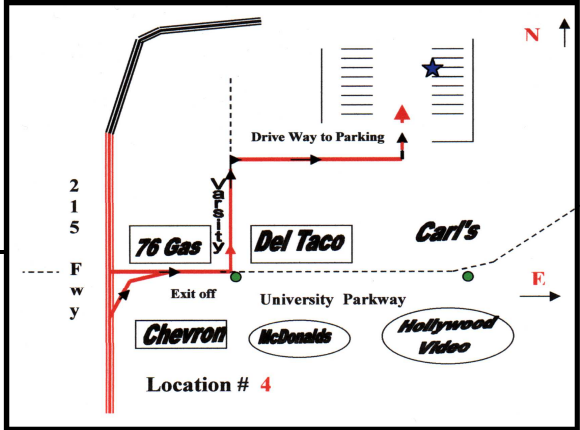 N
Drive Way to Parking
215 Fwy
Varsity
76 Gas
Del Taco
Carl's
E
Exit off
University Parkway
Chevron
McDonalds
Hollywood
Video
Location # 4